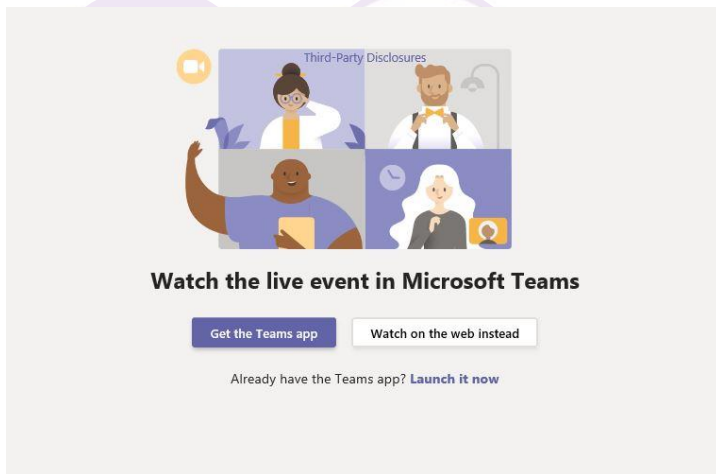 Third-Party Disclosures
Watch the live event in Microsoft Teams
Get the Teams app
Watch on the web instead
Already have the Teams app? Launch it now